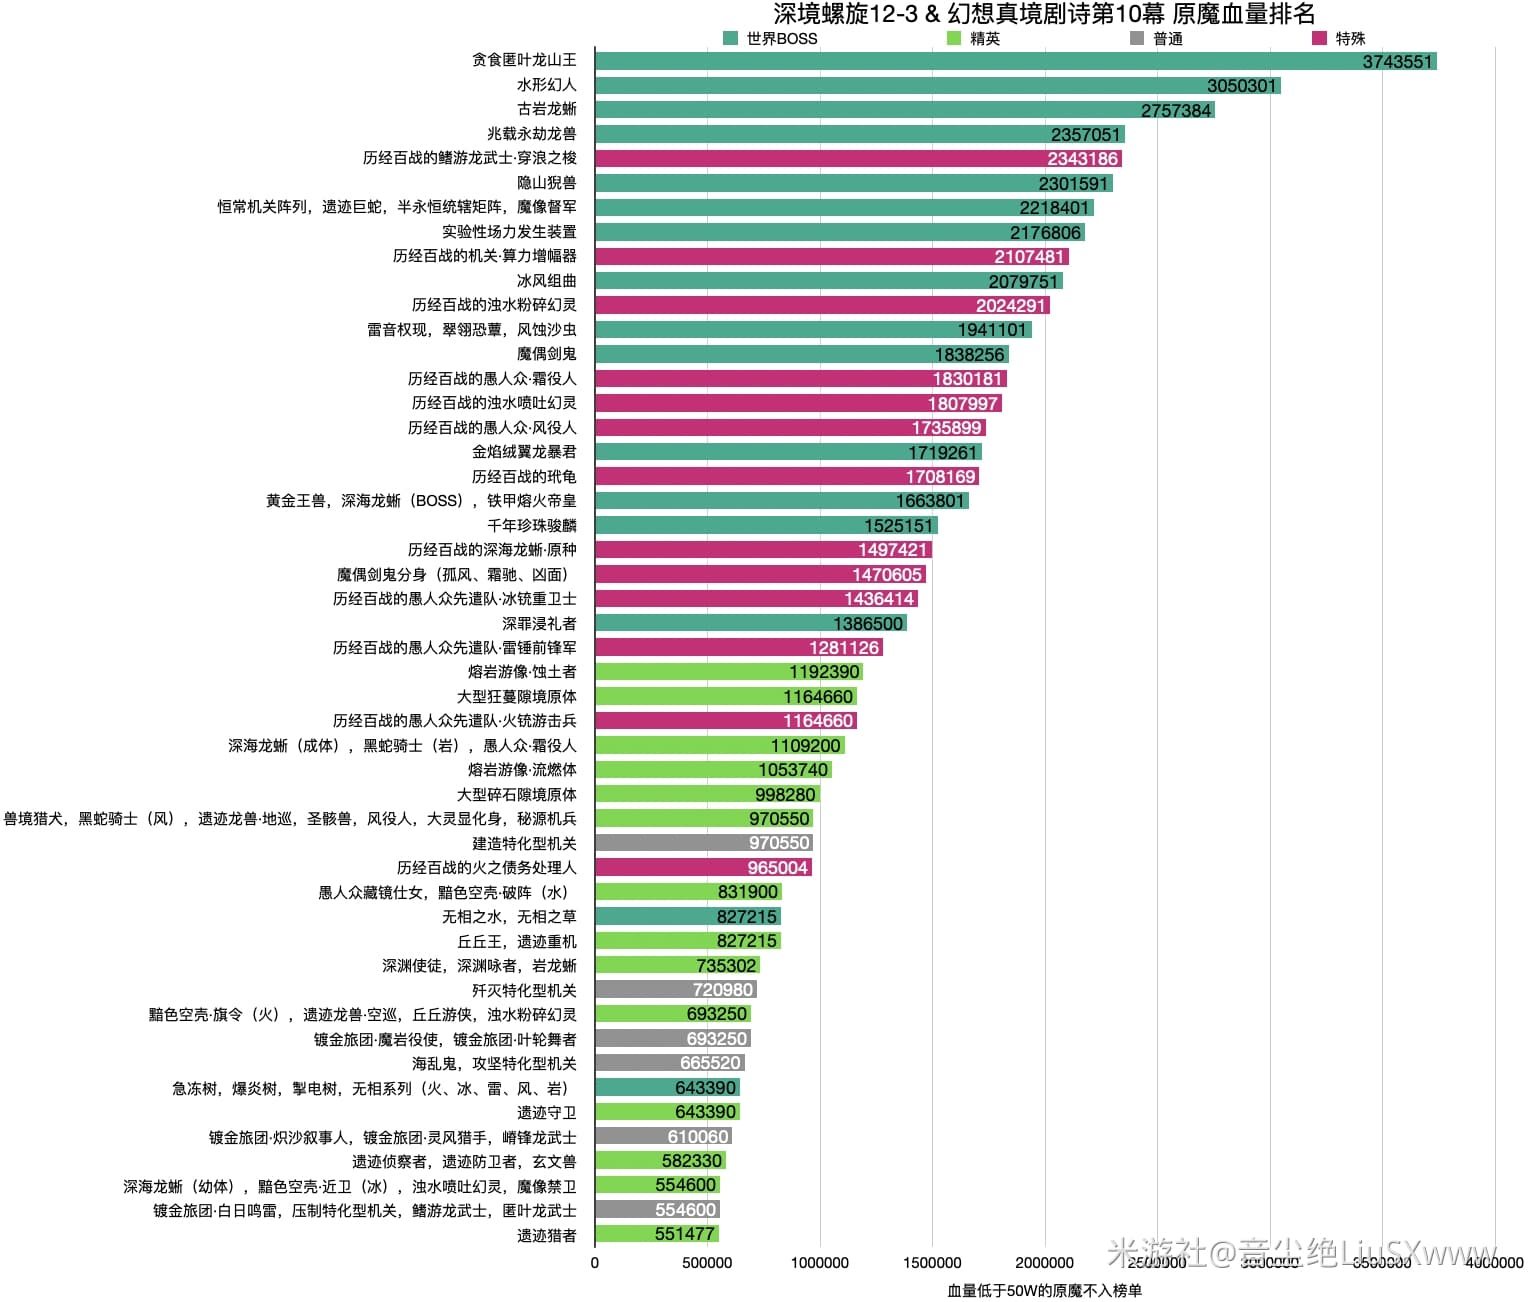 深境螺旋12-3 & 幻想真境剧诗第10幕 原魔血量排名
世界BOSS 精英 普通 特殊
贪食匿叶龙山王 3743551
水形幻人 3050301
古岩龙蜥 2757384
兆载永劫龙兽 2357051
历经百战的鳍游龙武士·穿浪之梭 2343186
隐山猊兽 2301591
恒常机关阵列，遗迹巨蛇，半永恒统辖矩阵，魔像督军 2218401
实验性场力发生装置 2176806
历经百战的机关·算力增幅器 2107481
冰风组曲 2079751
历经百战的浊水粉碎幻灵 2024291
雷音权现，翠翎恐蕈，风蚀沙虫 1941101
魔偶剑鬼 1838256
历经百战的愚人众·霜役人 1830181
历经百战的浊水喷吐幻灵 1807997
历经百战的愚人众·风役人 1735899
金焰绒翼龙暴君 1719261
历经百战的玳龟 1708169
黄金王兽，深海龙蜥（BOSS），铁甲熔火帝皇 1663801
千年珍珠骏麟 1525151
历经百战的深海龙蜥·原种 1497421
魔偶剑鬼分身（孤风、霜驰、凶面） 1470605
历经百战的愚人众先遣队·冰铳重卫士 1436414
深罪浸礼者 1386500
历经百战的愚人众先遣队·雷锤前锋军 1281126
熔岩游像·蚀土者 1192390
大型狂蔓隙境原体 1164660
历经百战的愚人众先遣队·火铳游击兵 1164660
深海龙蜥（成体），黑蛇骑士（岩），愚人众·霜役人 1109200
熔岩游像·流燃体 1053740
大型碎石隙境原体 998280
兽境猎犬，黑蛇骑士（风），遗迹龙兽·地巡，圣骸兽，风役人，大灵显化身，秘源机兵 970550
建造特化型机关 970550
历经百战的火之债务处理人 965004
愚人众藏镜仕女，黯色空壳·破阵（水） 831900
无相之水，无相之草 827215
丘丘王，遗迹重机 827215
深渊使徒，深渊咏者，岩龙蜥 735302
歼灭特化型机关 720980
黯色空壳·旗令（火），遗迹龙兽·空巡，丘丘游侠，浊水粉碎幻灵 693250
镀金旅团·魔岩役使，镀金旅团·叶轮舞者 693250
海乱鬼，攻坚特化型机关 665520
急冻树，爆炎树，掣电树，无相系列（火、冰、雷、风、岩） 643390
遗迹守卫 643390
镀金旅团·炽沙叙事人，镀金旅团·灵风猎手，嵴锋龙武士 610060
遗迹侦察者，遗迹防卫者，玄文兽 582330
深海龙蜥（幼体），黯色空壳·近卫（冰），浊水喷吐幻灵，魔像禁卫 554600
镀金旅团·白日鸣雷，压制特化型机关，鳍游龙武士，匿叶龙武士 554600
遗迹猎者 551477
0 500000 1000000 1500000 2000000 2500000 3000000 3500000 4000000
米游社@音尘绝LiuSXwww
血量低于50W的原魔不入榜单